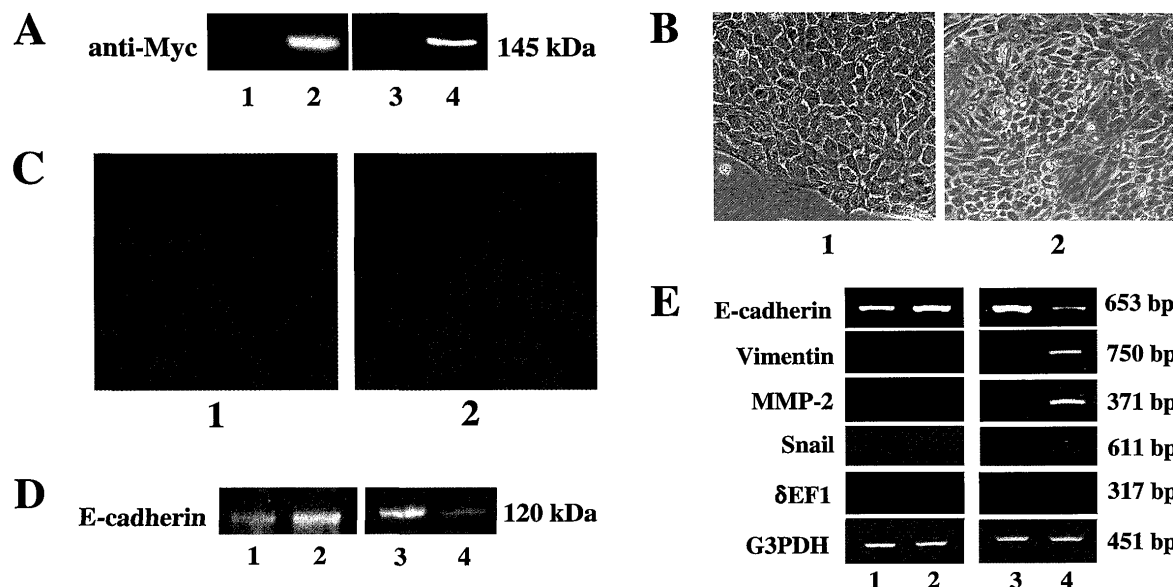 A
anti-Myc
145 kDa
1 2 3 4
B
1 2
C
1 2
D
E-cadherin
120 kDa
1 2 3 4
E
E-cadherin
653 bp
Vimentin
750 bp
MMP-2
371 bp
Snail
611 bp
δEF1
317 bp
G3PDH
451 bp
1 2 3 4